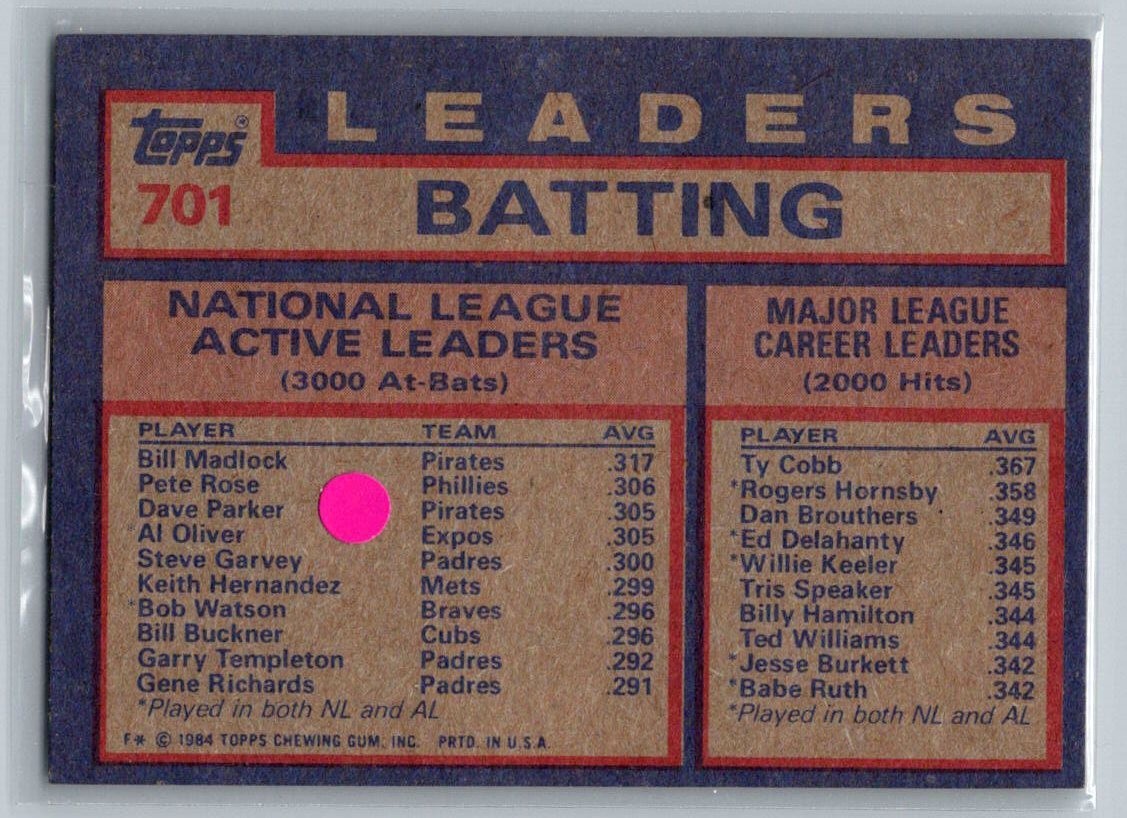 LEADERS
Topps®
701
BATTING
NATIONAL LEAGUE
ACTIVE LEADERS
(3000 At-Bats)
PLAYER TEAM AVG
Bill Madlock Pirates .317
Pete Rose Phillies .306
Dave Parker Pirates .305
*Al Oliver Expos .305
Steve Garvey Padres .300
Keith Hernandez Mets .299
*Bob Watson Braves .296
Bill Buckner Cubs .296
Garry Templeton Padres .292
Gene Richards Padres .291
*Played in both NL and AL
F* © 1984 TOPPS CHEWING GUM, INC. PRTD. IN U.S.A.
MAJOR LEAGUE
CAREER LEADERS
(2000 Hits)
PLAYER AVG
Ty Cobb .367
*Rogers Hornsby .358
Dan Brouthers .349
*Ed Delahanty .346
*Willie Keeler .345
Tris Speaker .345
Billy Hamilton .344
Ted Williams .344
*Jesse Burkett .342
*Babe Ruth .342
*Played in both NL and AL